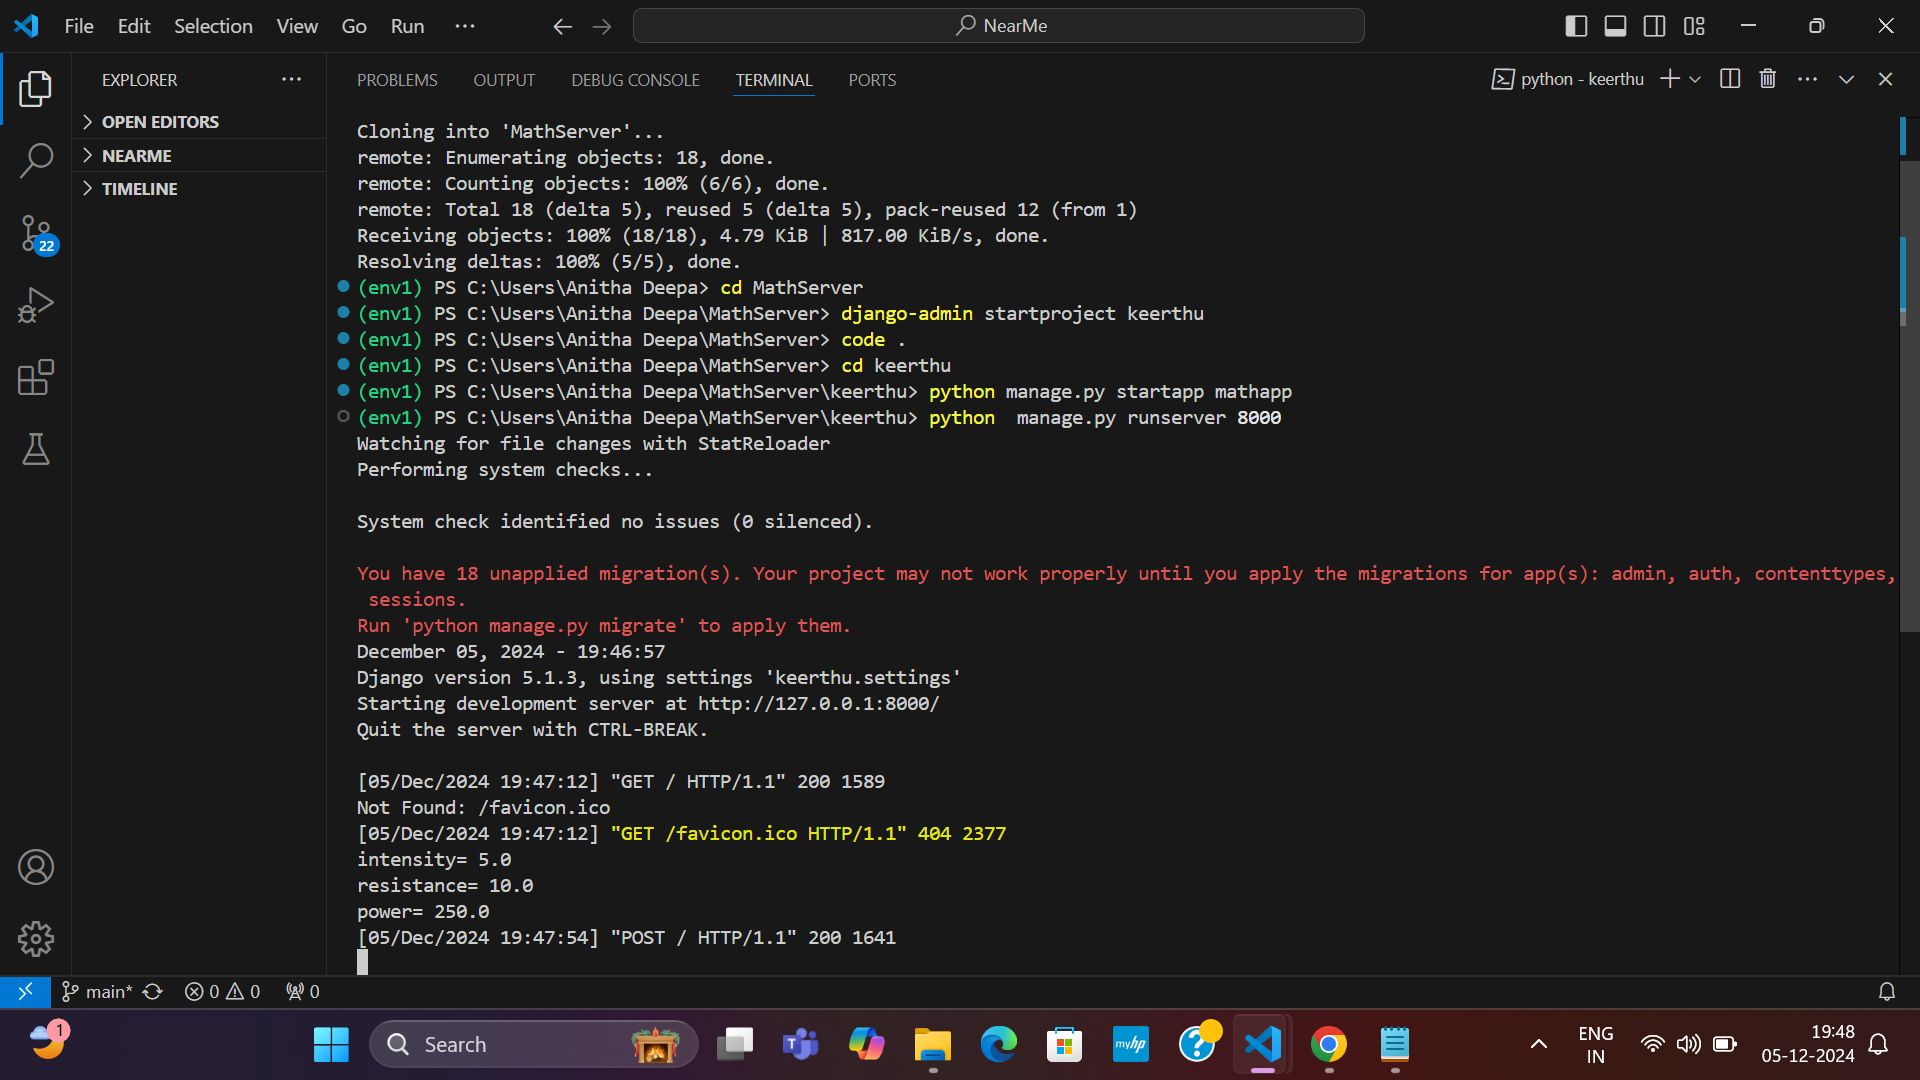 File Edit Selection View Go Run ···
NearMe
EXPLORER
OPEN EDITORS
NEARME
TIMELINE
22
PROBLEMS OUTPUT DEBUG CONSOLE TERMINAL PORTS
python - keerthu
Cloning into 'MathServer'...
remote: Enumerating objects: 18, done.
remote: Counting objects: 100% (6/6), done.
remote: Total 18 (delta 5), reused 5 (delta 5), pack-reused 12 (from 1)
Receiving objects: 100% (18/18), 4.79 KiB | 817.00 KiB/s, done.
Resolving deltas: 100% (5/5), done.
(env1) PS C:\Users\Anitha Deepa> cd MathServer
(env1) PS C:\Users\Anitha Deepa\MathServer> django-admin startproject keerthu
(env1) PS C:\Users\Anitha Deepa\MathServer> code .
(env1) PS C:\Users\Anitha Deepa\MathServer> cd keerthu
(env1) PS C:\Users\Anitha Deepa\MathServer\keerthu> python manage.py startapp mathapp
(env1) PS C:\Users\Anitha Deepa\MathServer\keerthu> python  manage.py runserver 8000
Watching for file changes with StatReloader
Performing system checks...
System check identified no issues (0 silenced).
You have 18 unapplied migration(s). Your project may not work properly until you apply the migrations for app(s): admin, auth, contenttypes,
sessions.
Run 'python manage.py migrate' to apply them.
December 05, 2024 - 19:46:57
Django version 5.1.3, using settings 'keerthu.settings'
Starting development server at http://127.0.0.1:8000/
Quit the server with CTRL-BREAK.
[05/Dec/2024 19:47:12] "GET / HTTP/1.1" 200 1589
Not Found: /favicon.ico
[05/Dec/2024 19:47:12] "GET /favicon.ico HTTP/1.1" 404 2377
intensity= 5.0
resistance= 10.0
power= 250.0
[05/Dec/2024 19:47:54] "POST / HTTP/1.1" 200 1641
main* 0 0 0
1
Search
T
myhp
?
ENG
IN
19:48
05-12-2024